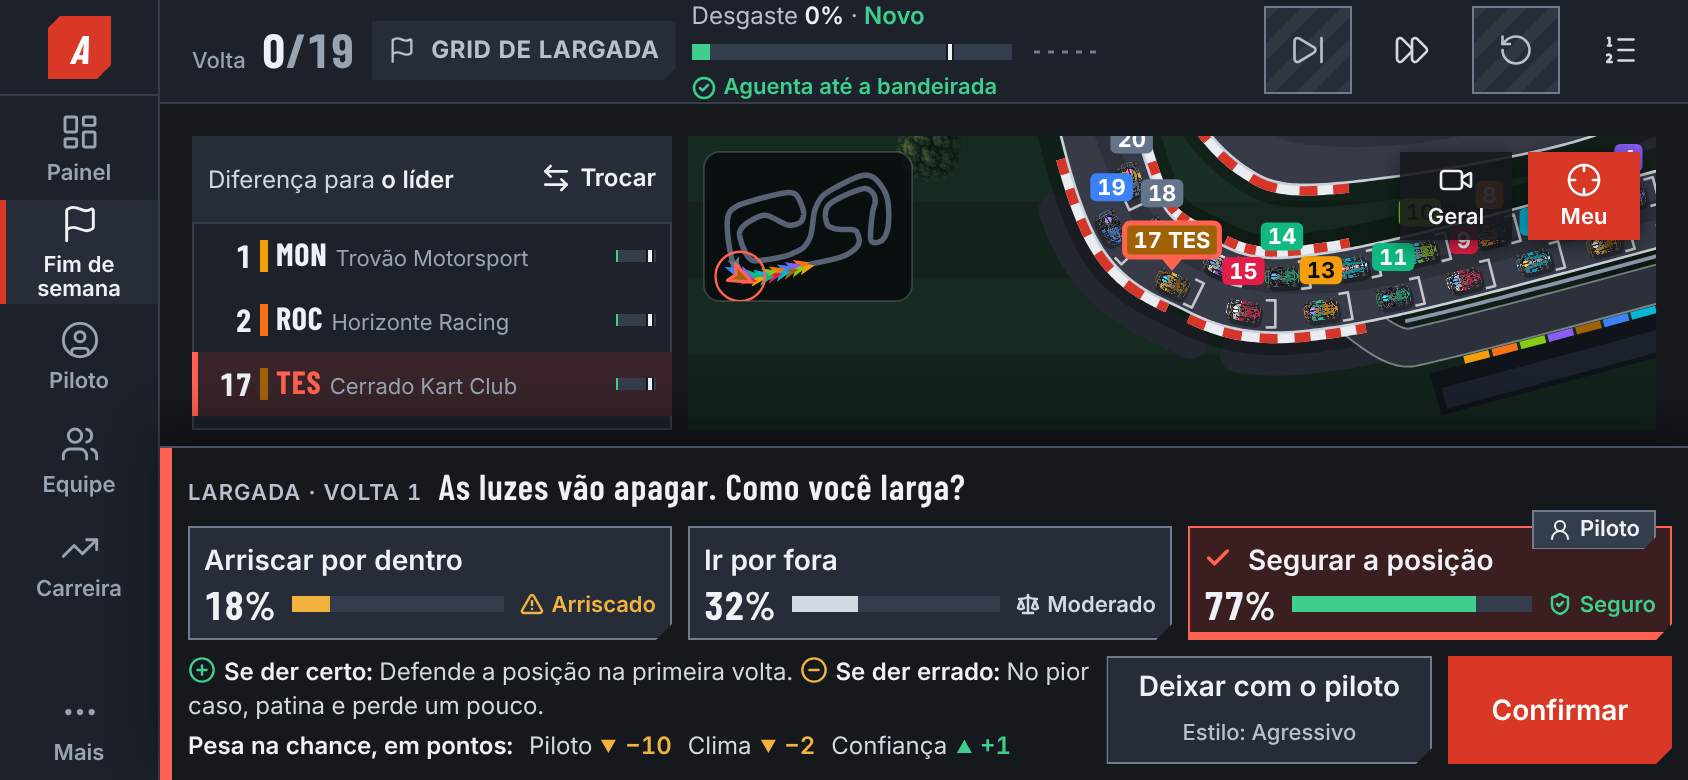 A
Painel
Fim de
semana
Piloto
Equipe
Carreira
Mais
Volta 0/19
GRID DE LARGADA
Desgaste 0% · Novo
Aguenta até a bandeirada
Diferença para o líder
Trocar
1 MON Trovão Motorsport
2 ROC Horizonte Racing
17 TES Cerrado Kart Club
20
19
18
17 TES
14
15
13
11
9
10
8
Geral
Meu
LARGADA · VOLTA 1 As luzes vão apagar. Como você larga?
Arriscar por dentro
18% Arriscado
Ir por fora
32% Moderado
Piloto
Segurar a posição
77% Seguro
Se der certo: Defende a posição na primeira volta. Se der errado: No pior
caso, patina e perde um pouco.
Pesa na chance, em pontos: Piloto ▼ −10 Clima ▼ −2 Confiança ▲ +1
Deixar com o piloto
Estilo: Agressivo
Confirmar